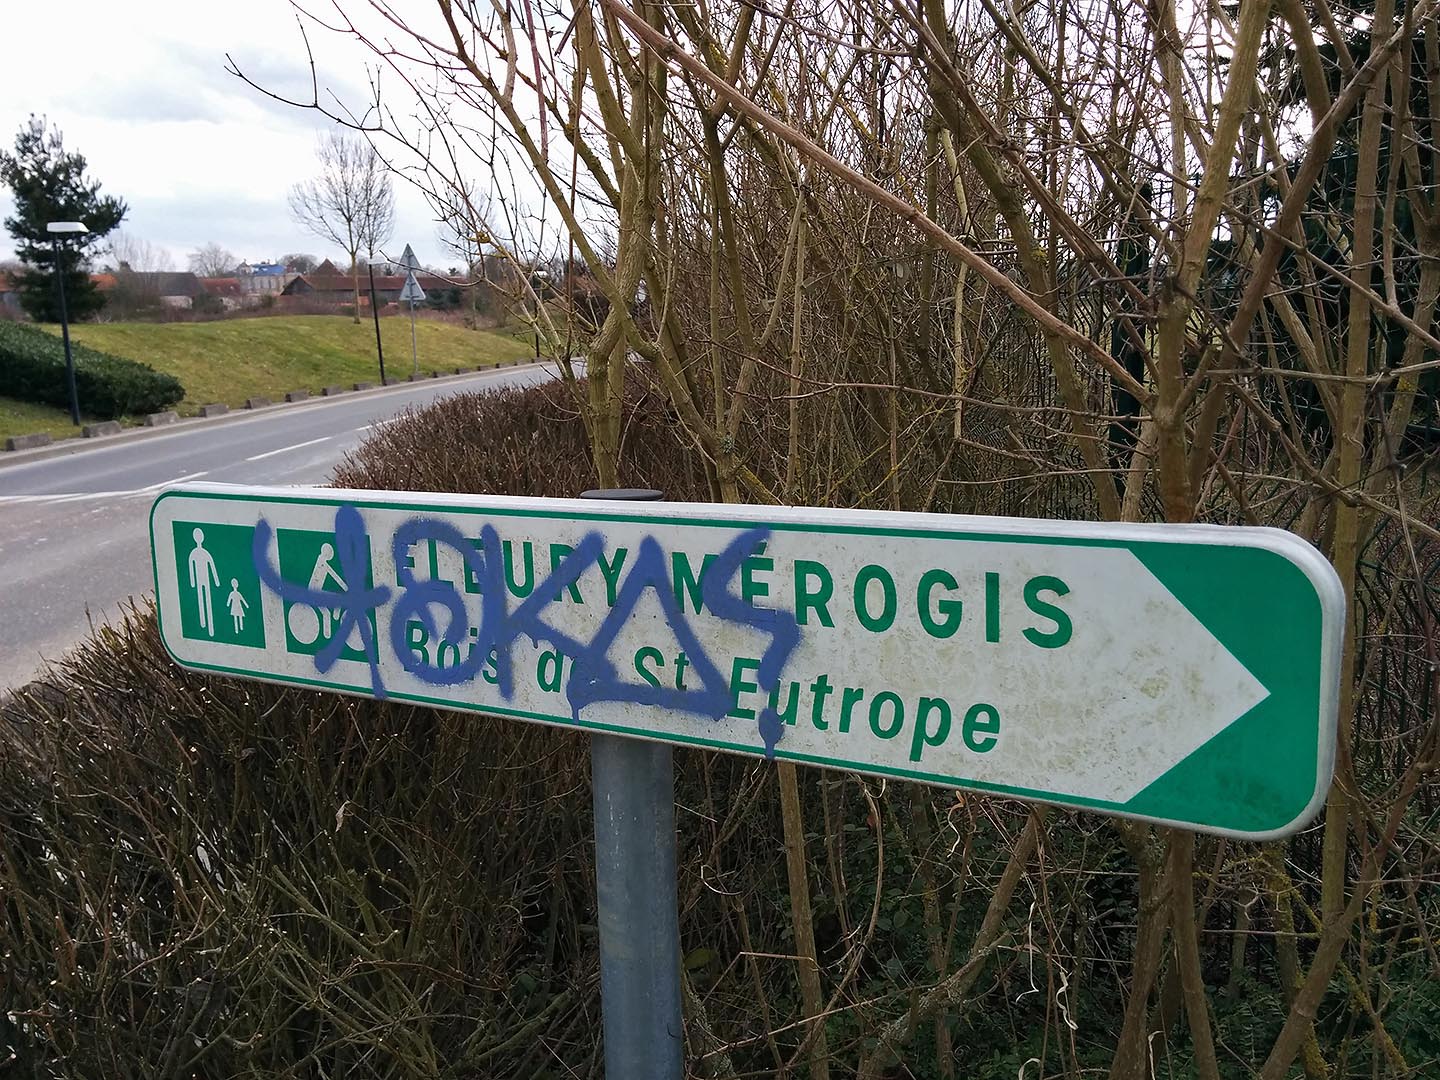 FLEURY MÉROGIS
Bois de St Eutrope